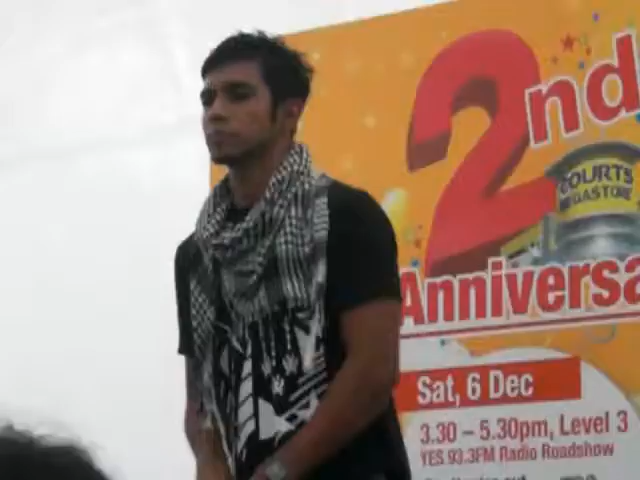 2nd
COURTS
MEGASTORE
Anniversa
Sat, 6 Dec
3.30 – 5.30pm, Level 3
YES 93.3FM Radio Roadshow